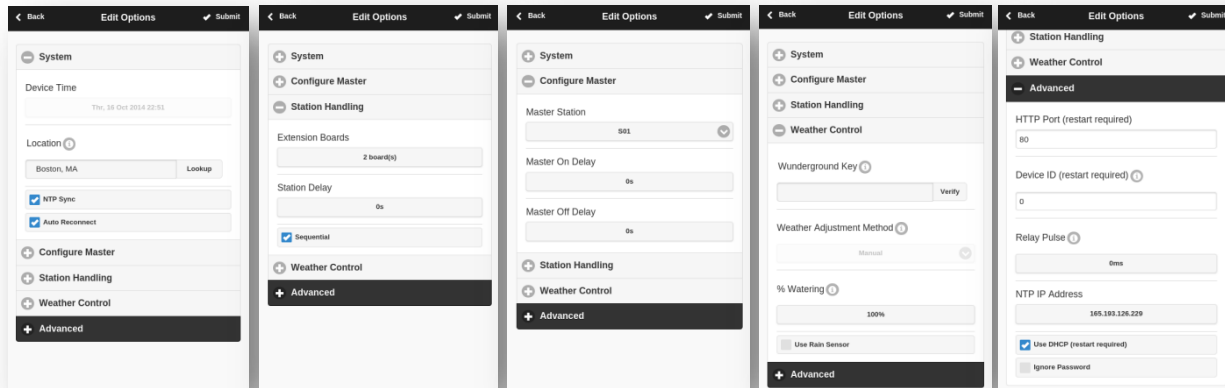 Back Edit Options Submit
System
Device Time
Thr, 16 Oct 2014 22:51
Location
Boston, MA Lookup
NTP Sync
Auto Reconnect
Configure Master
Station Handling
Weather Control
Advanced
Back Edit Options Submit
System
Configure Master
Station Handling
Extension Boards
2 board(s)
Station Delay
0s
Sequential
Weather Control
Advanced
Back Edit Options Submit
System
Configure Master
Master Station
S01
Master On Delay
0s
Master Off Delay
0s
Station Handling
Weather Control
Advanced
Back Edit Options Submit
System
Configure Master
Station Handling
Weather Control
Wunderground Key
Verify
Weather Adjustment Method
Manual
% Watering
100%
Use Rain Sensor
Advanced
Back Edit Options Submit
Station Handling
Weather Control
Advanced
HTTP Port (restart required)
80
Device ID (restart required)
0
Relay Pulse
0ms
NTP IP Address
165.193.126.229
Use DHCP (restart required)
Ignore Password